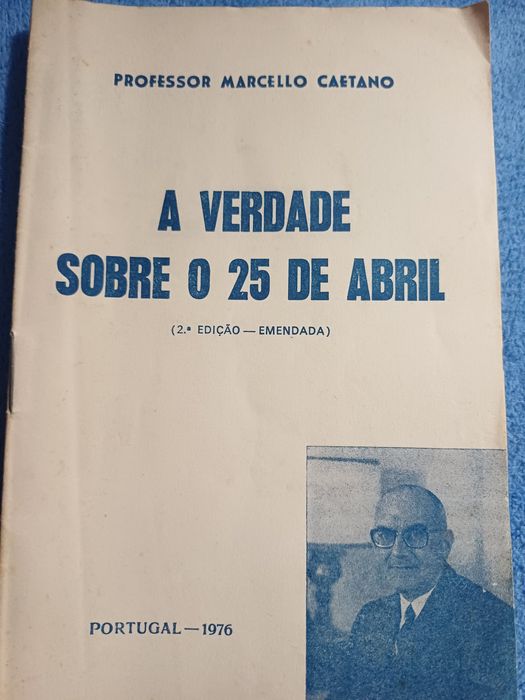 PROFESSOR MARCELLO CAETANO
A VERDADE
SOBRE O 25 DE ABRIL
(2.ª EDIÇÃO — EMENDADA)
PORTUGAL — 1976